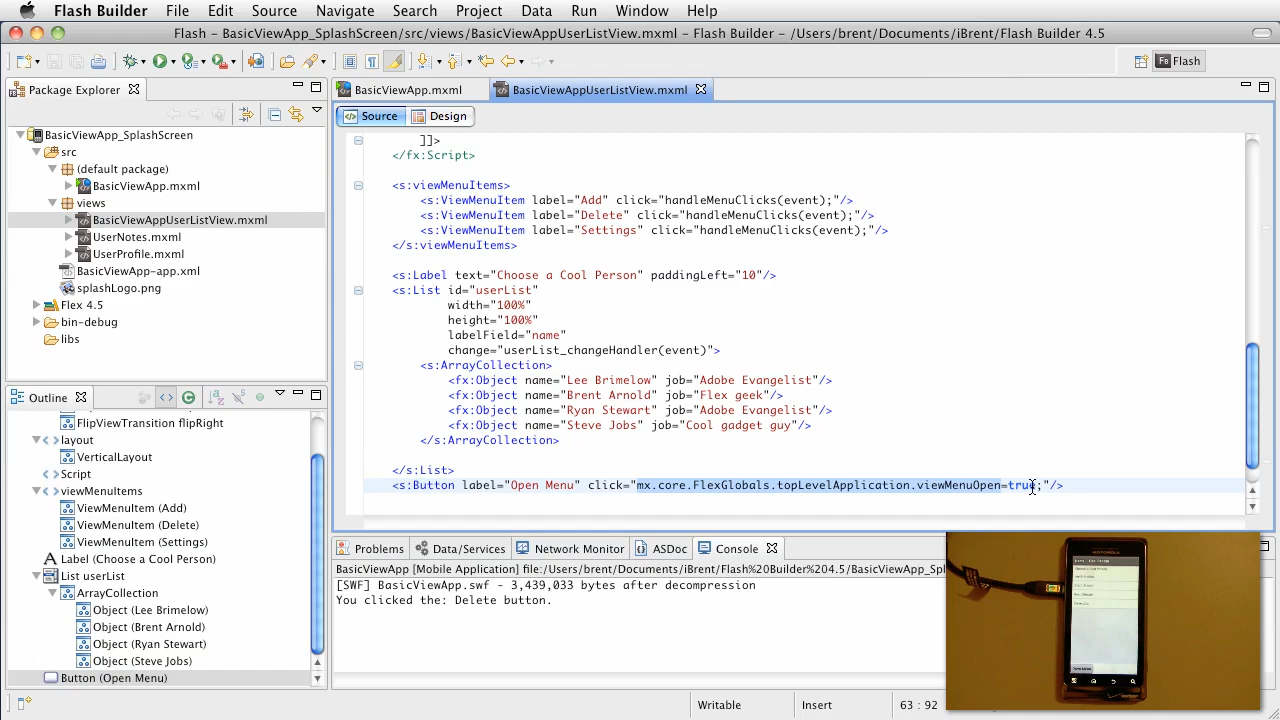 Flash Builder File Edit Source Navigate Search Project Data Run Window Help
Flash – BasicViewApp_SplashScreen/src/views/BasicViewAppUserListView.mxml – Flash Builder – /Users/brent/Documents/iBrent/Flash Builder 4.5
Fb Flash
Package Explorer
BasicViewApp_SplashScreen
src
(default package)
BasicViewApp.mxml
views
BasicViewAppUserListView.mxml
UserNotes.mxml
UserProfile.mxml
BasicViewApp-app.xml
splashLogo.png
Flex 4.5
bin-debug
libs
Outline
FlipViewTransition flipRight
layout
VerticalLayout
Script
viewMenuItems
ViewMenuItem (Add)
ViewMenuItem (Delete)
ViewMenuItem (Settings)
Label (Choose a Cool Person)
List userList
ArrayCollection
Object (Lee Brimelow)
Object (Brent Arnold)
Object (Ryan Stewart)
Object (Steve Jobs)
Button (Open Menu)
BasicViewApp.mxml
BasicViewAppUserListView.mxml
Source Design
]]>
</fx:Script>
<s:viewMenuItems>
<s:ViewMenuItem label="Add" click="handleMenuClicks(event);"/>
<s:ViewMenuItem label="Delete" click="handleMenuClicks(event);"/>
<s:ViewMenuItem label="Settings" click="handleMenuClicks(event);"/>
</s:viewMenuItems>
<s:Label text="Choose a Cool Person" paddingLeft="10"/>
<s:List id="userList"
width="100%"
height="100%"
labelField="name"
change="userList_changeHandler(event)">
<s:ArrayCollection>
<fx:Object name="Lee Brimelow" job="Adobe Evangelist"/>
<fx:Object name="Brent Arnold" job="Flex geek"/>
<fx:Object name="Ryan Stewart" job="Adobe Evangelist"/>
<fx:Object name="Steve Jobs" job="Cool gadget guy"/>
</s:ArrayCollection>
</s:List>
<s:Button label="Open Menu" click="mx.core.FlexGlobals.topLevelApplication.viewMenuOpen=true;"/>
Problems Data/Services Network Monitor ASDoc Console
BasicViewApp [Mobile Application] file:/Users/brent/Documents/iBrent/Flash%20Builder%204.5/BasicViewApp_Spl
[SWF] BasicViewApp.swf - 3,439,033 bytes after decompression
You clicked the: Delete button.
MOTOROLA
Writable Insert 63 : 92